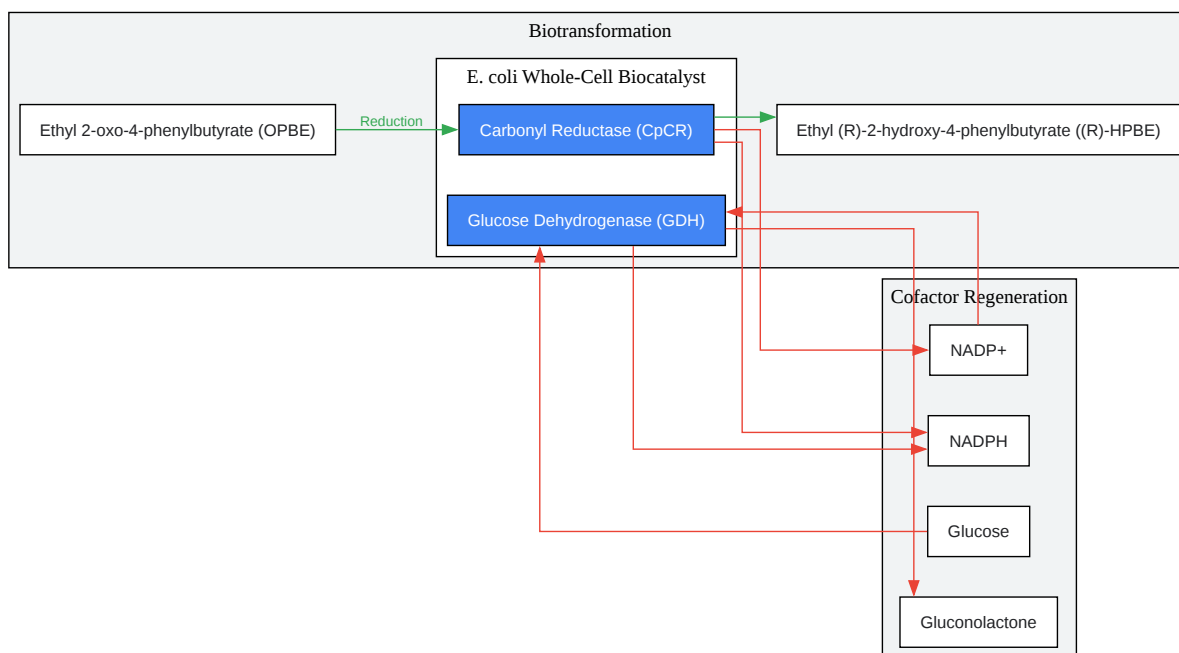 Biotransformation
E. coli Whole-Cell Biocatalyst
Ethyl 2-oxo-4-phenylbutyrate (OPBE)
Reduction
Carbonyl Reductase (CpCR)
Ethyl (R)-2-hydroxy-4-phenylbutyrate ((R)-HPBE)
Glucose Dehydrogenase (GDH)
Cofactor Regeneration
NADP+
NADPH
Glucose
Gluconolactone